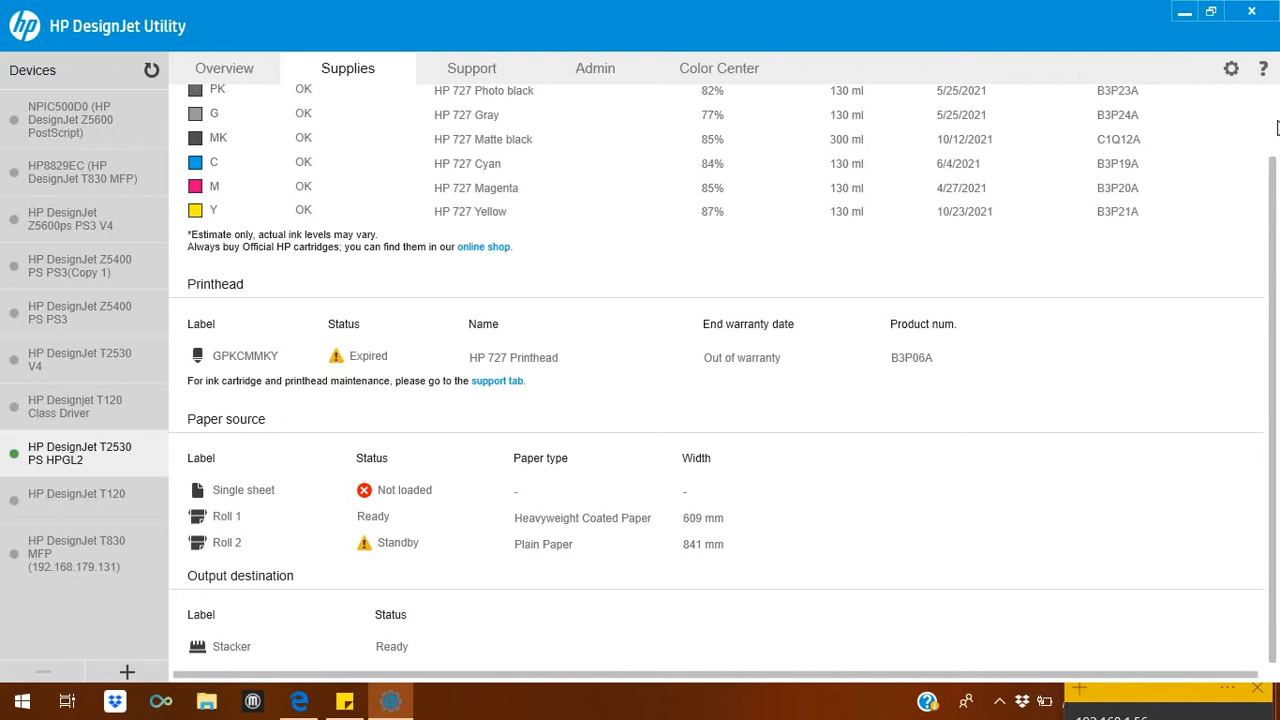 hp HP DesignJet Utility
Devices
Overview Supplies Support Admin Color Center ?
NPIC500D0 (HP
DesignJet Z5600
PostScript)
HP8829EC (HP
DesignJet T830 MFP)
HP DesignJet
Z5600ps PS3 V4
HP DesignJet Z5400
PS PS3(Copy 1)
HP DesignJet Z5400
PS PS3
HP DesignJet T2530
V4
HP Designjet T120
Class Driver
HP DesignJet T2530
PS HPGL2
HP DesignJet T120
HP DesignJet T830
MFP
(192.168.179.131)
PK OK HP 727 Photo black 82% 130 ml 5/25/2021 B3P23A
G OK HP 727 Gray 77% 130 ml 5/25/2021 B3P24A
MK OK HP 727 Matte black 85% 300 ml 10/12/2021 C1Q12A
C OK HP 727 Cyan 84% 130 ml 6/4/2021 B3P19A
M OK HP 727 Magenta 85% 130 ml 4/27/2021 B3P20A
Y OK HP 727 Yellow 87% 130 ml 10/23/2021 B3P21A
*Estimate only, actual ink levels may vary.
Always buy Official HP cartridges; you can find them in our online shop.
Printhead
Label Status Name End warranty date Product num.
GPKCMMKY Expired HP 727 Printhead Out of warranty B3P06A
For ink cartridge and printhead maintenance, please go to the support tab.
Paper source
Label Status Paper type Width
Single sheet Not loaded - -
Roll 1 Ready Heavyweight Coated Paper 609 mm
Roll 2 Standby Plain Paper 841 mm
Output destination
Label Status
Stacker Ready
192.168.1.56